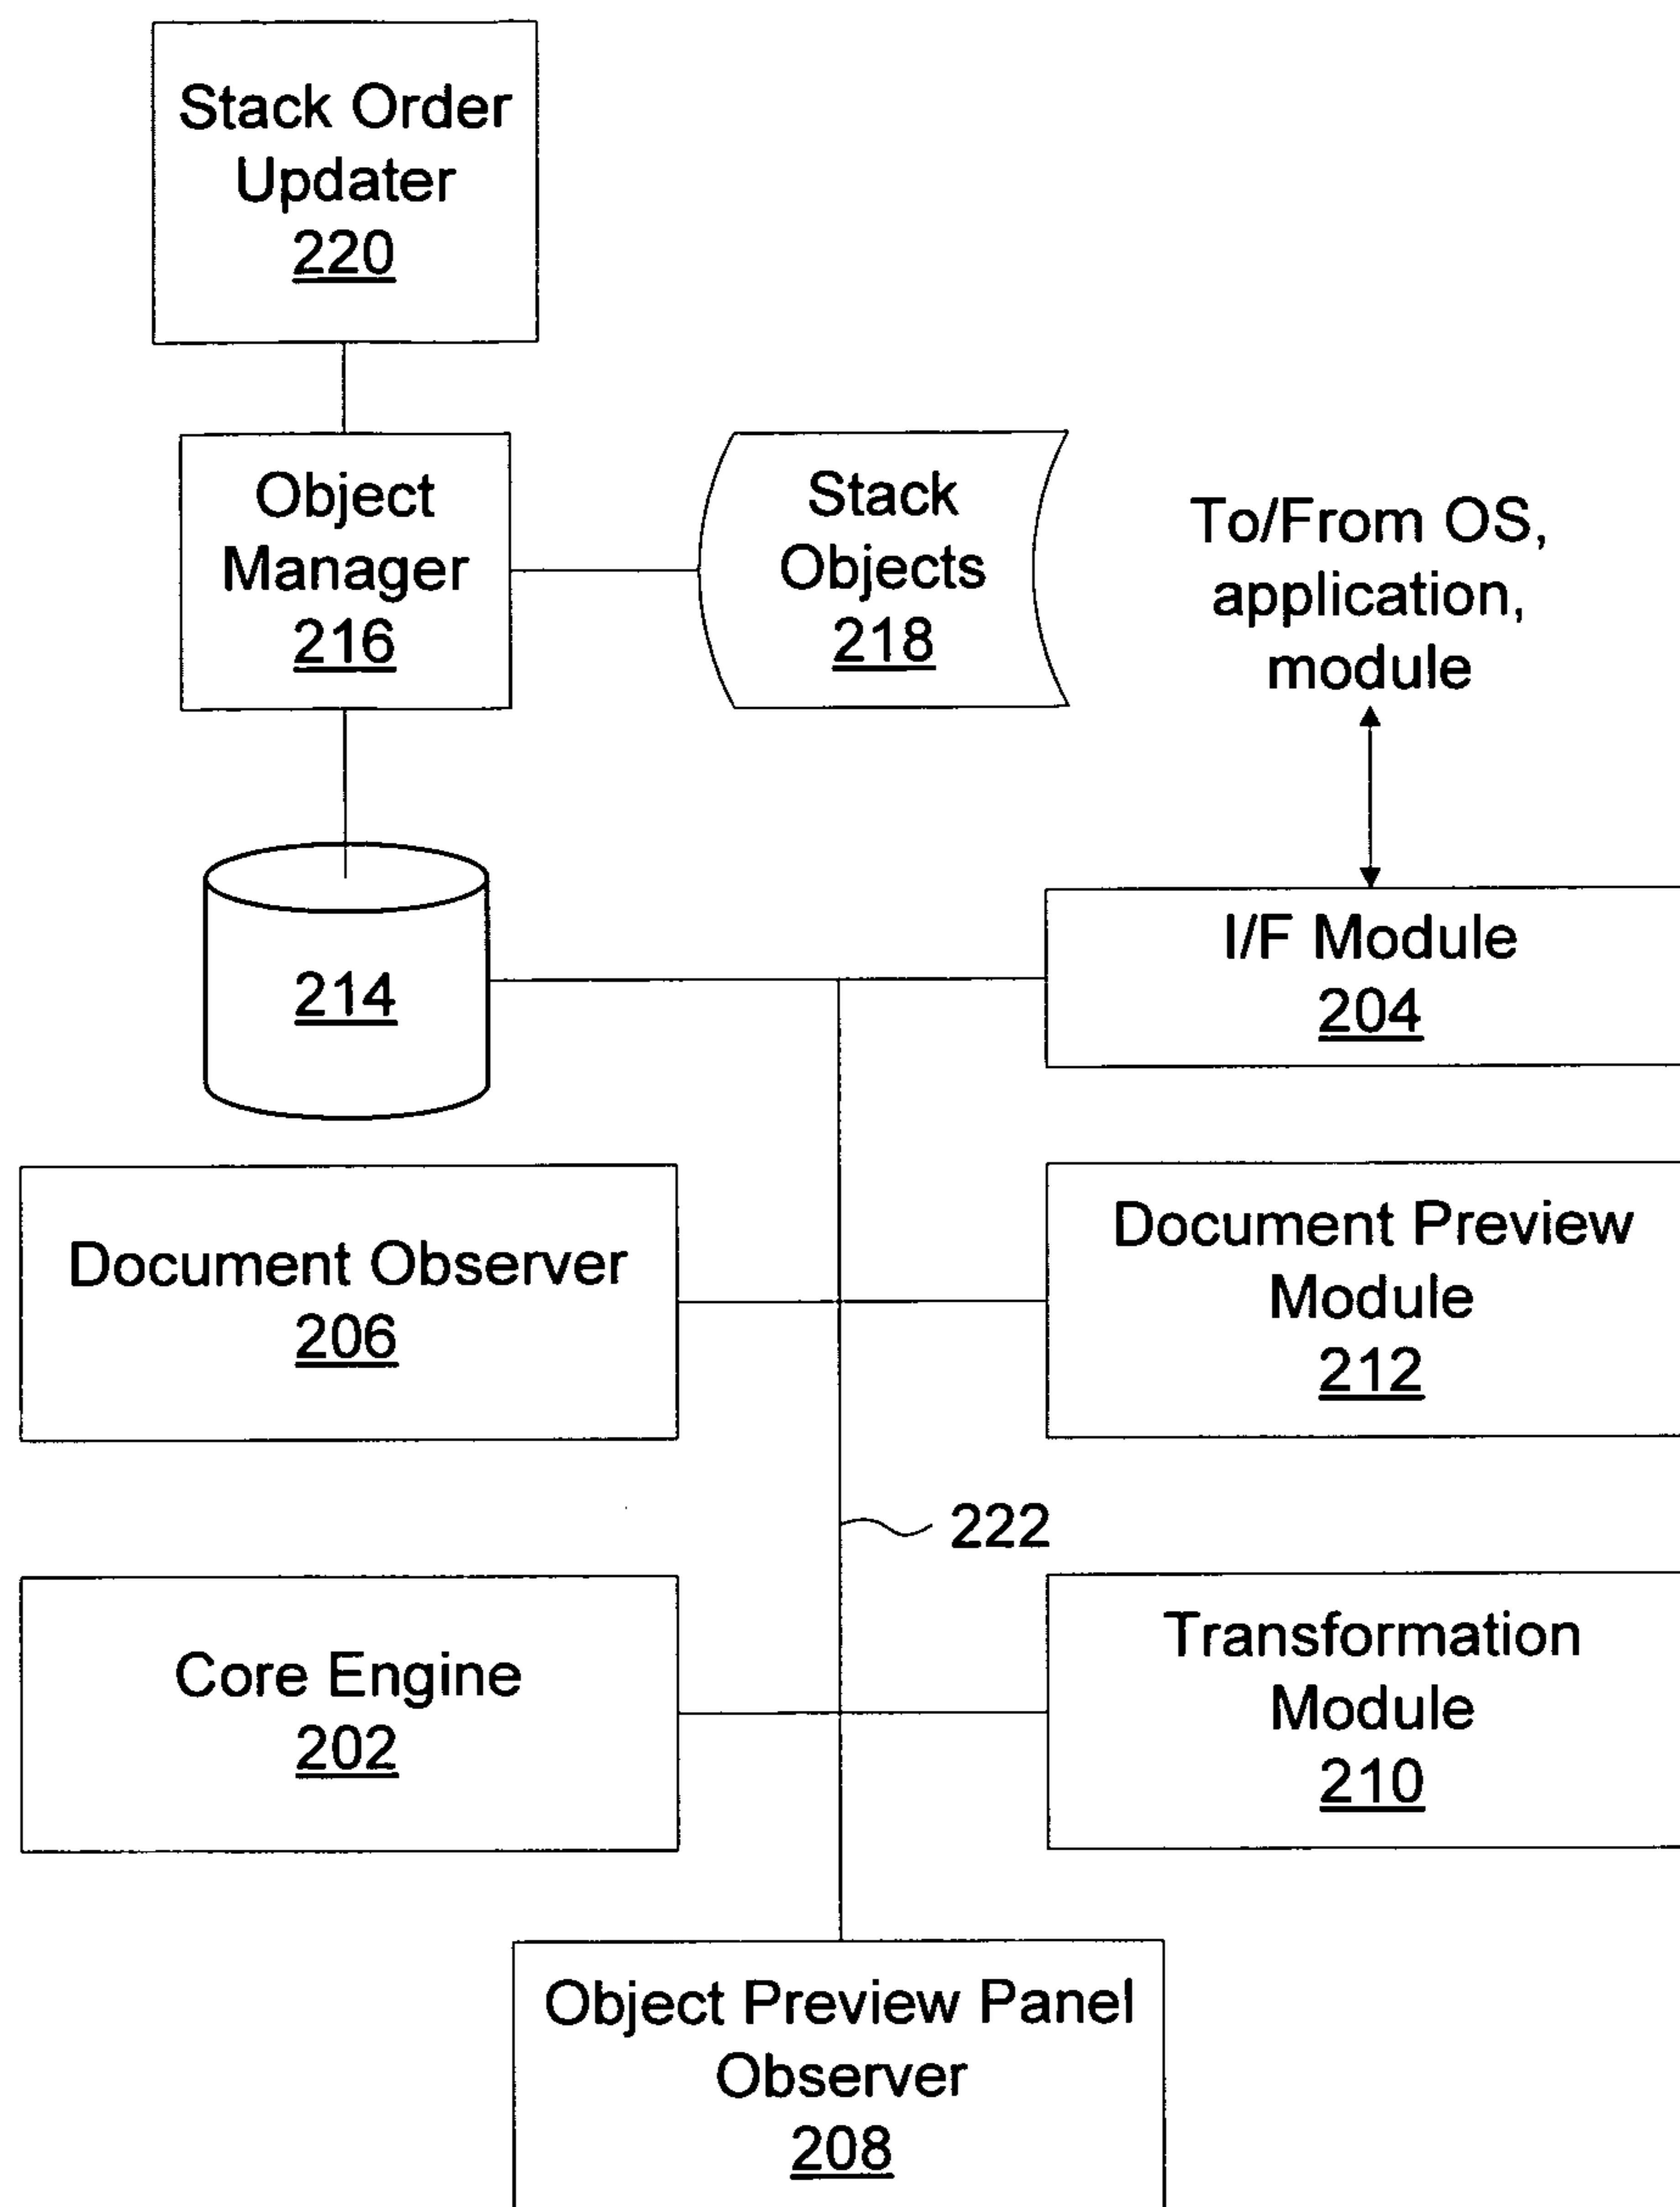 Stack Order
Updater
220
Object
Manager
216
Stack
Objects
218
To/From OS,
application,
module
214
I/F Module
204
Document Observer
206
Document Preview
Module
212
222
Core Engine
202
Transformation
Module
210
Object Preview Panel
Observer
208